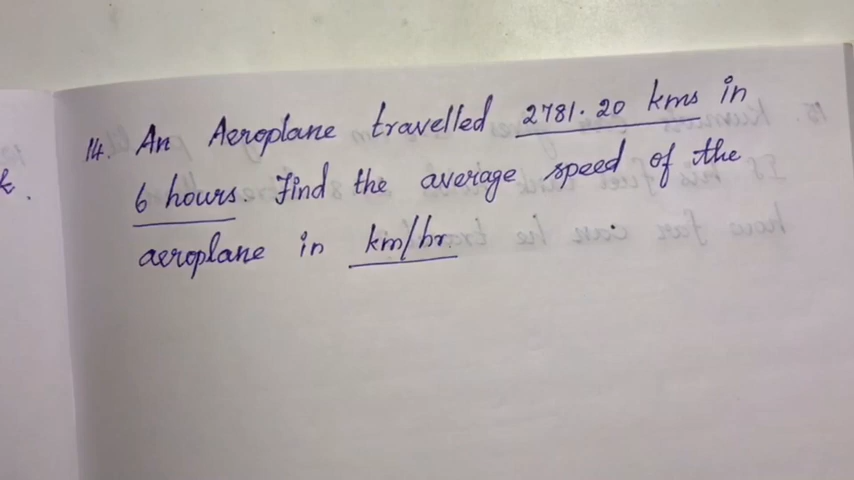 14. An Aeroplane travelled 2781.20 kms in
6 hours. Find the average speed of the
aeroplane in km/hr.